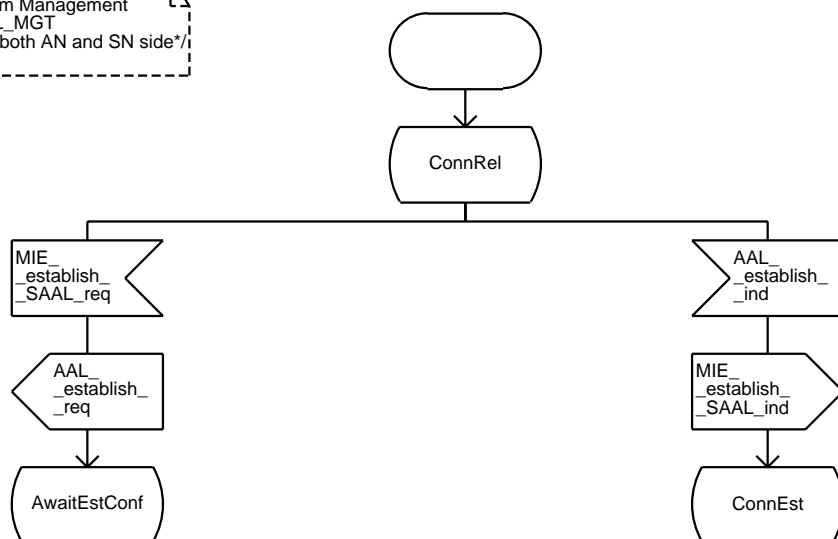 m Management
_MGT
both AN and SN side*/
ConnRel
MIE_
_establish_
_SAAL_req
AAL_
_establish_
_ind
AAL_
_establish_
_req
MIE_
_establish_
_SAAL_ind
AwaitEstConf
ConnEst